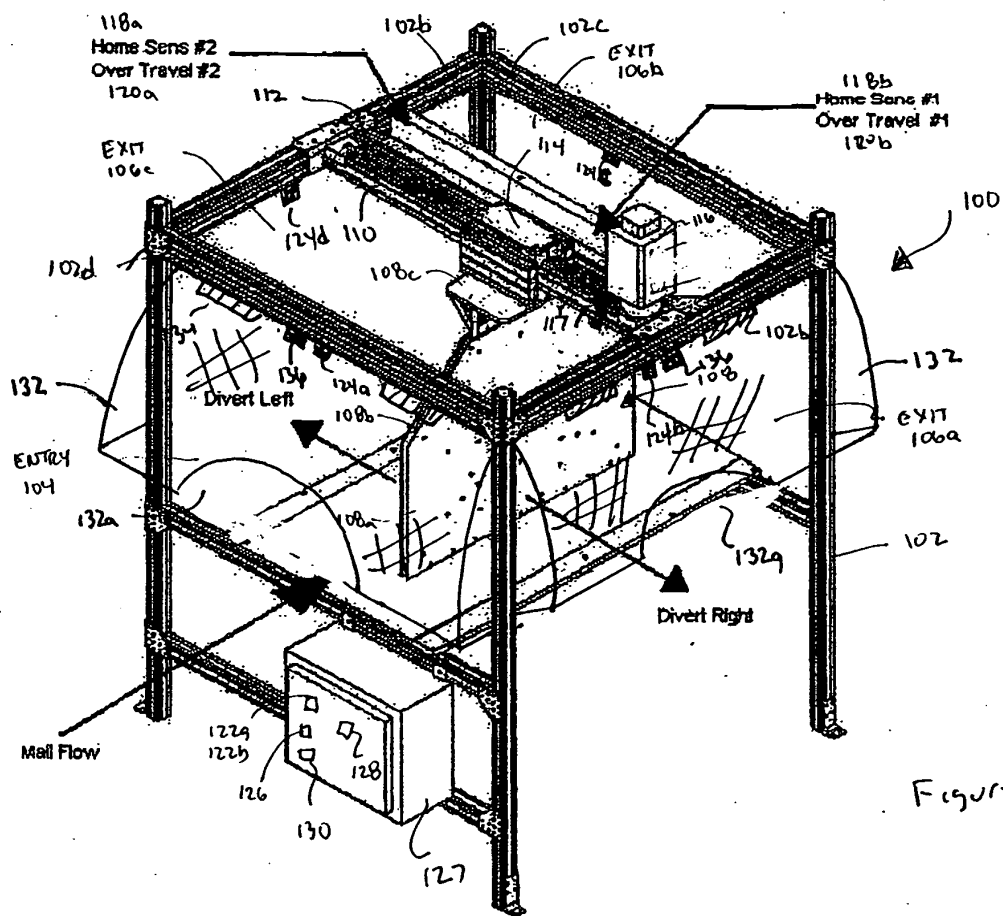 118a
Home Sens #2
Over Travel #2
120a
102b
102c
EXIT
106b
118b
Home Sens #1
Over Travel #1
120b
112
114
EXIT
106c
116
100
124d
110
102d
108c
117
102b
134
136
136
132
124a
108
132
Divert Left
108b
124b
EXIT
106a
ENTRY
104
108a
132a
132a
102
Divert Right
Mail Flow
122a
122b
126
128
130
127